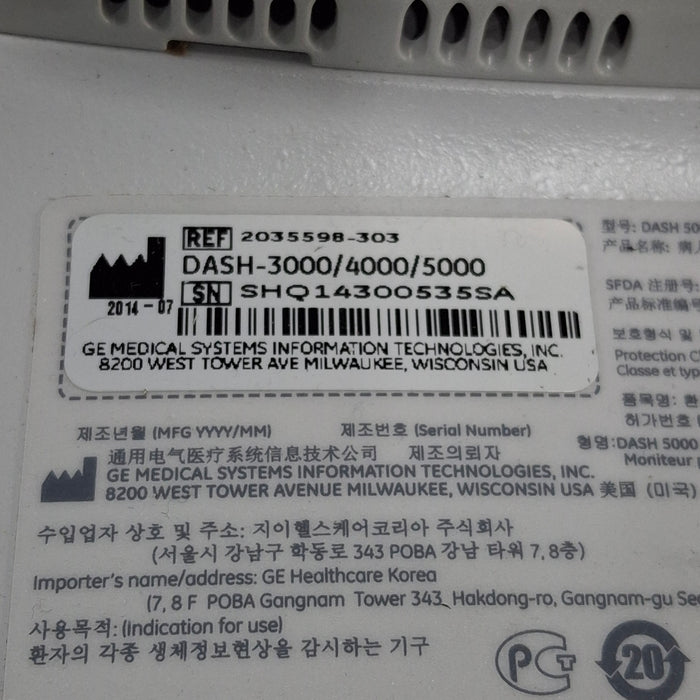 REF 2035598-303
DASH-3000/4000/5000
SN SHQ14300535SA
2014-07
GE MEDICAL SYSTEMS INFORMATION TECHNOLOGIES, INC.
8200 WEST TOWER AVE MILWAUKEE, WISCONSIN USA
제조년월 (MFG YYYY/MM) 제조번호 (Serial Number)
通用电气医疗系统信息技术公司 제조의뢰자
GE MEDICAL SYSTEMS INFORMATION TECHNOLOGIES, INC.
8200 WEST TOWER AVENUE MILWAUKEE, WISCONSIN USA 美国 (미국)
수입업자 상호 및 주소: 지이헬스케어코리아 주식회사
(서울시 강남구 학동로 343 POBA 강남 타워 7, 8층)
Importer's name/address: GE Healthcare Korea
(7, 8 F POBA Gangnam Tower 343, Hakdong-ro, Gangnam-gu
사용목적: (Indication for use)
환자의 각종 생체정보현상을 감시하는 기구
型号: DASH
产品名称:
SFDA 注册号:
产品标准编号
보호형식 및
Protection
Classe et
품목명: 환
허가번호
형명: DASH 5000
Moniteur
20